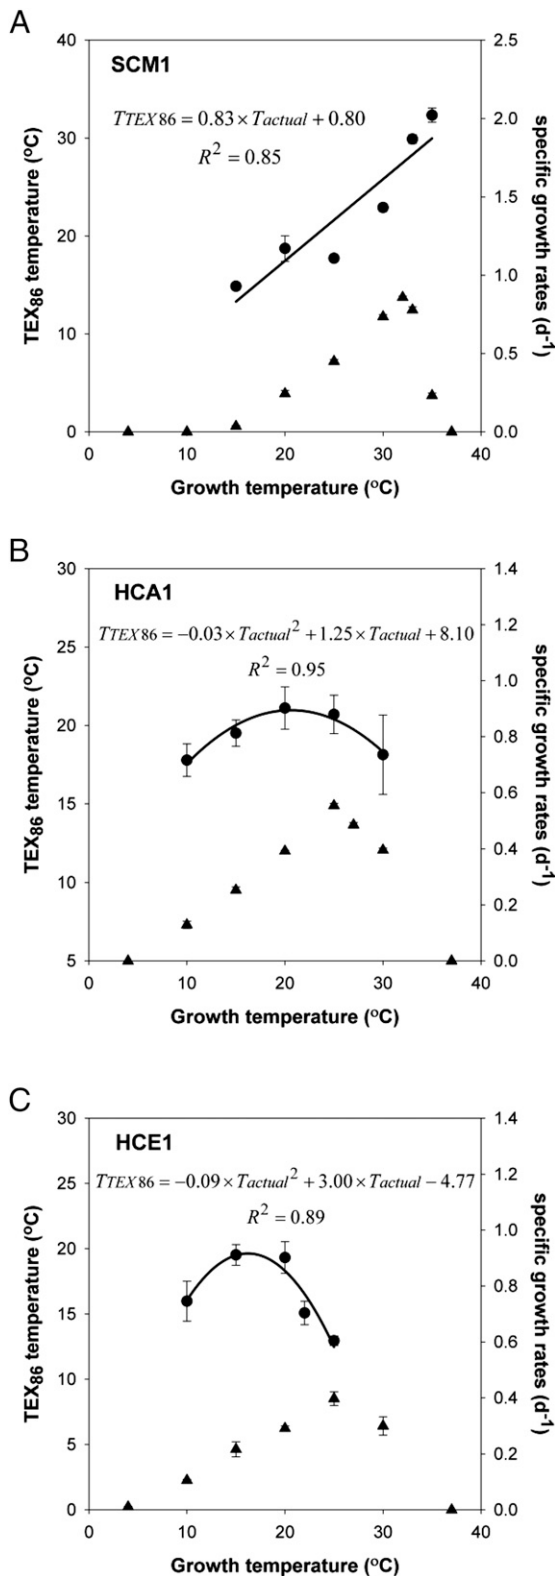 A
SCM1
TTEX86 = 0.83 × Tactual + 0.80
R² = 0.85
TEX86 temperature (°C)
40
30
20
10
0
specific growth rates (d⁻¹)
2.5
2.0
1.5
1.0
0.5
0.0
0 10 20 30 40
Growth temperature (°C)
B
HCA1
TTEX86 = −0.03 × Tactual² + 1.25 × Tactual + 8.10
R² = 0.95
TEX86 temperature (°C)
30
25
20
15
10
5
specific growth rates (d⁻¹)
1.4
1.2
1.0
0.8
0.6
0.4
0.2
0.0
0 10 20 30 40
Growth temperature (°C)
C
HCE1
TTEX86 = −0.09 × Tactual² + 3.00 × Tactual − 4.77
R² = 0.89
TEX86 temperature (°C)
30
25
20
15
10
5
0
specific growth rates (d⁻¹)
1.4
1.2
1.0
0.8
0.6
0.4
0.2
0.0
0 10 20 30 40
Growth temperature (°C)